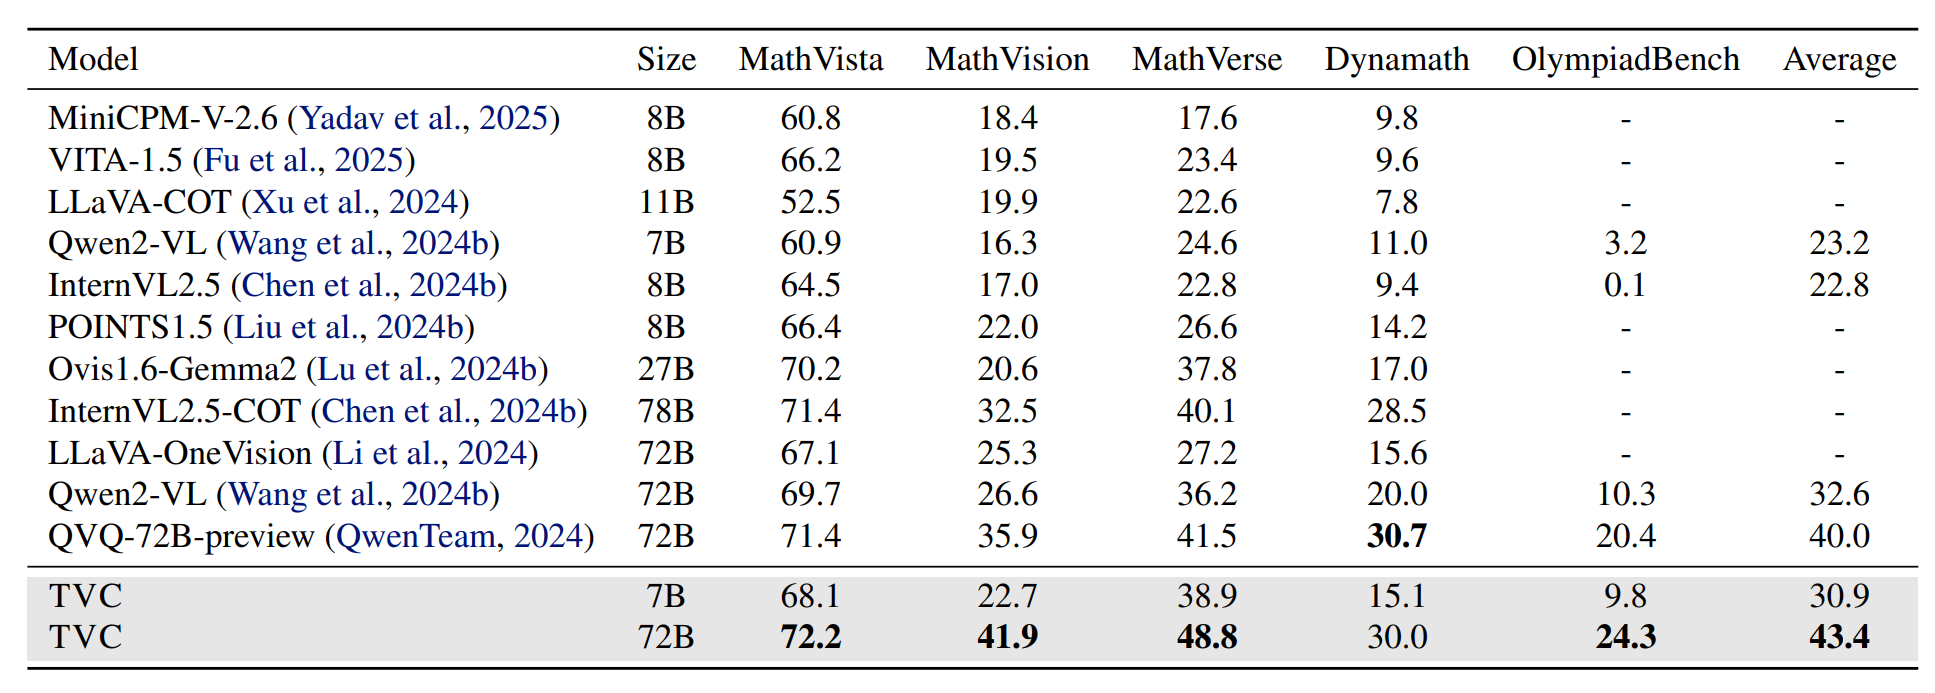 Model Size MathVista MathVision MathVerse Dynamath OlympiadBench Average
MiniCPM-V-2.6 (Yadav et al., 2025) 8B 60.8 18.4 17.6 9.8 - -
VITA-1.5 (Fu et al., 2025) 8B 66.2 19.5 23.4 9.6 - -
LLaVA-COT (Xu et al., 2024) 11B 52.5 19.9 22.6 7.8 - -
Qwen2-VL (Wang et al., 2024b) 7B 60.9 16.3 24.6 11.0 3.2 23.2
InternVL2.5 (Chen et al., 2024b) 8B 64.5 17.0 22.8 9.4 0.1 22.8
POINTS1.5 (Liu et al., 2024b) 8B 66.4 22.0 26.6 14.2 - -
Ovis1.6-Gemma2 (Lu et al., 2024b) 27B 70.2 20.6 37.8 17.0 - -
InternVL2.5-COT (Chen et al., 2024b) 78B 71.4 32.5 40.1 28.5 - -
LLaVA-OneVision (Li et al., 2024) 72B 67.1 25.3 27.2 15.6 - -
Qwen2-VL (Wang et al., 2024b) 72B 69.7 26.6 36.2 20.0 10.3 32.6
QVQ-72B-preview (QwenTeam, 2024) 72B 71.4 35.9 41.5 30.7 20.4 40.0
TVC 7B 68.1 22.7 38.9 15.1 9.8 30.9
TVC 72B 72.2 41.9 48.8 30.0 24.3 43.4